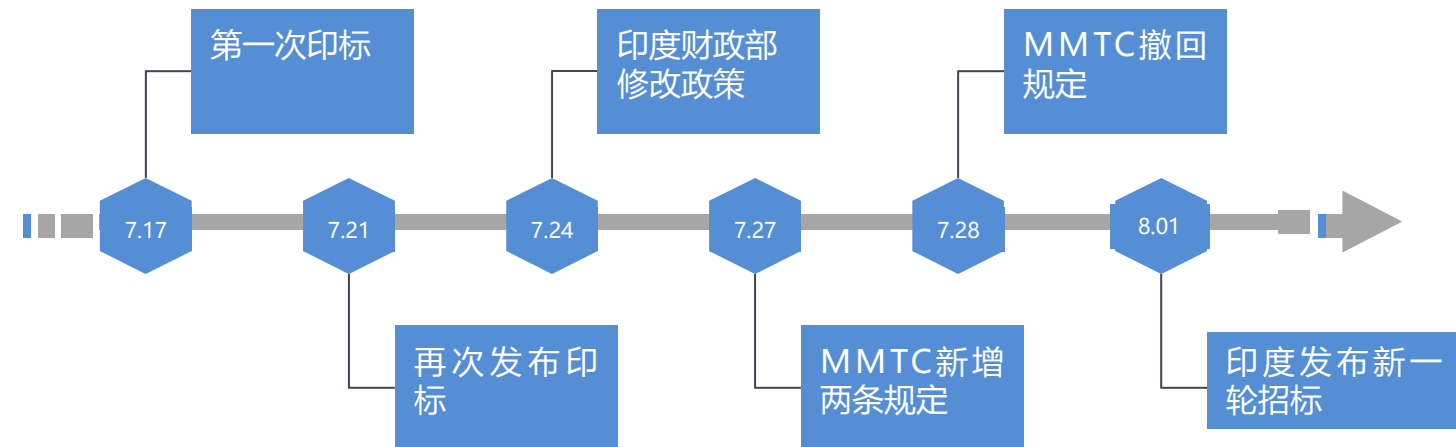 第一次印标
印度财政部
修改政策
MMTC撤回
规定
7.17
7.21
7.24
7.27
7.28
8.01
再次发布印
标
MMTC新增
两条规定
印度发布新一
轮招标